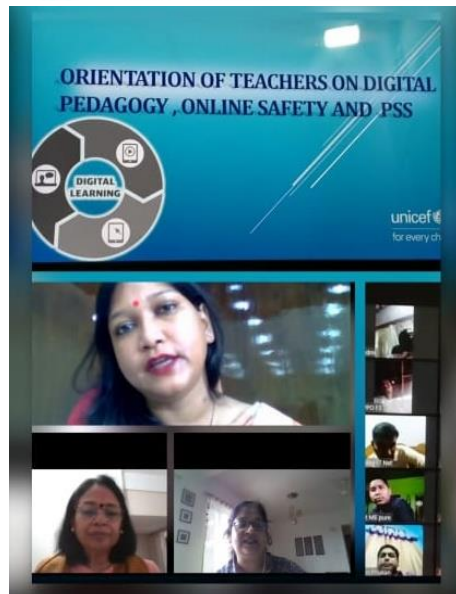 ORIENTATION OF TEACHERS ON DIGITAL
PEDAGOGY , ONLINE SAFETY AND PSS
DIGITAL
LEARNING
unicef
for every ch